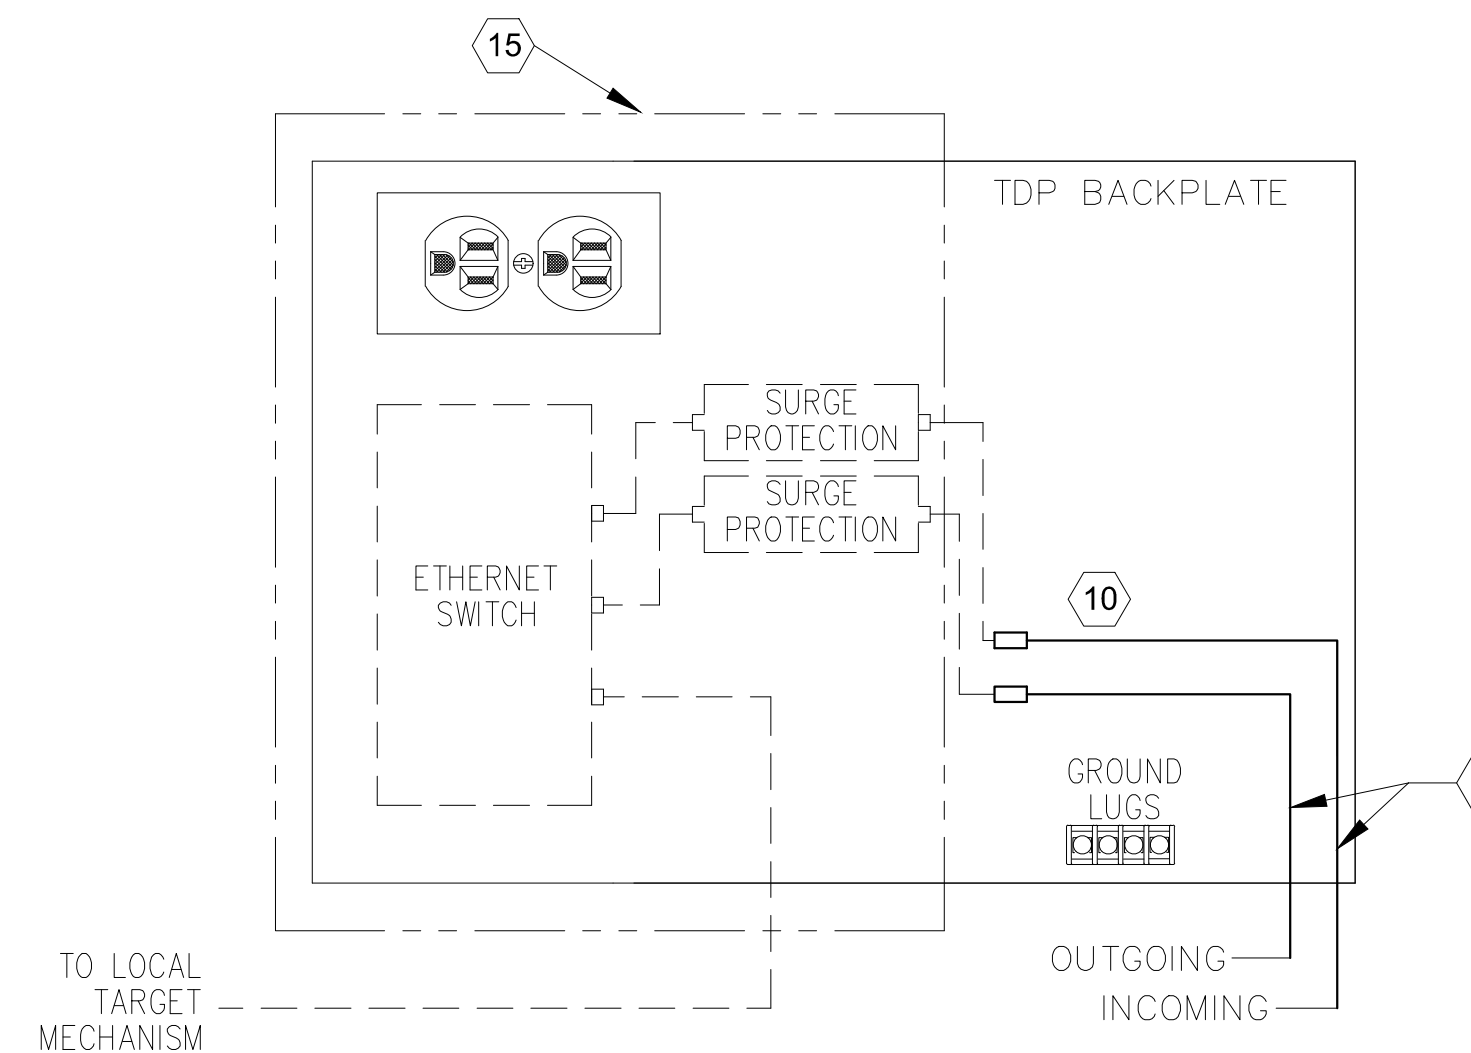 15
TDP BACKPLATE
SURGE
PROTECTION
SURGE
PROTECTION
ETHERNET
SWITCH
10
GROUND
LUGS
OUTGOING
INCOMING
TO LOCAL
TARGET
MECHANISM